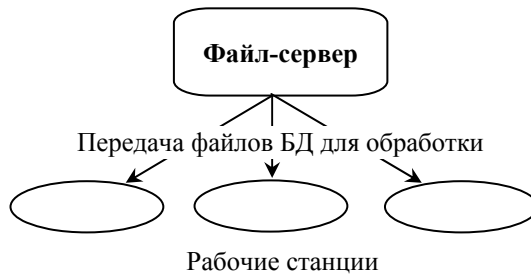 Файл-сервер
Передача файлов БД для обработки
Рабочие станции